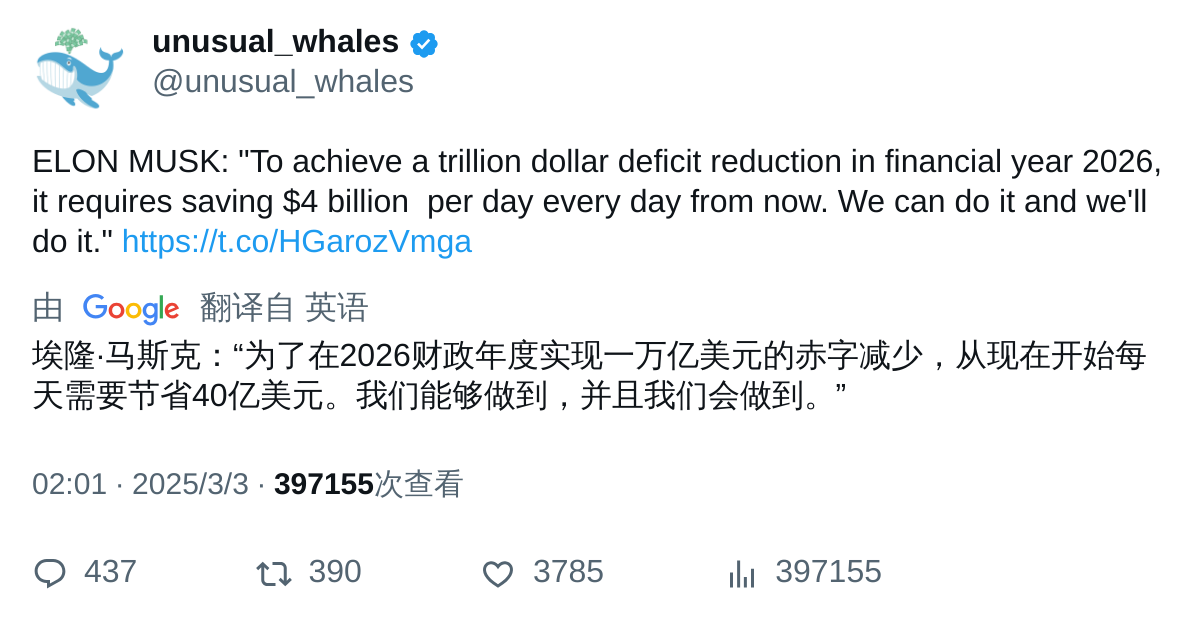 unusual_whales
@unusual_whales
ELON MUSK: "To achieve a trillion dollar deficit reduction in financial year 2026,
it requires saving $4 billion  per day every day from now. We can do it and we'll
do it." https://t.co/HGarozVmga
由 Google 翻译自 英语
埃隆·马斯克：“为了在2026财政年度实现一万亿美元的赤字减少，从现在开始每
天需要节省40亿美元。我们能够做到，并且我们会做到。”
02:01 · 2025/3/3 · 397155次查看
437 390 3785 397155